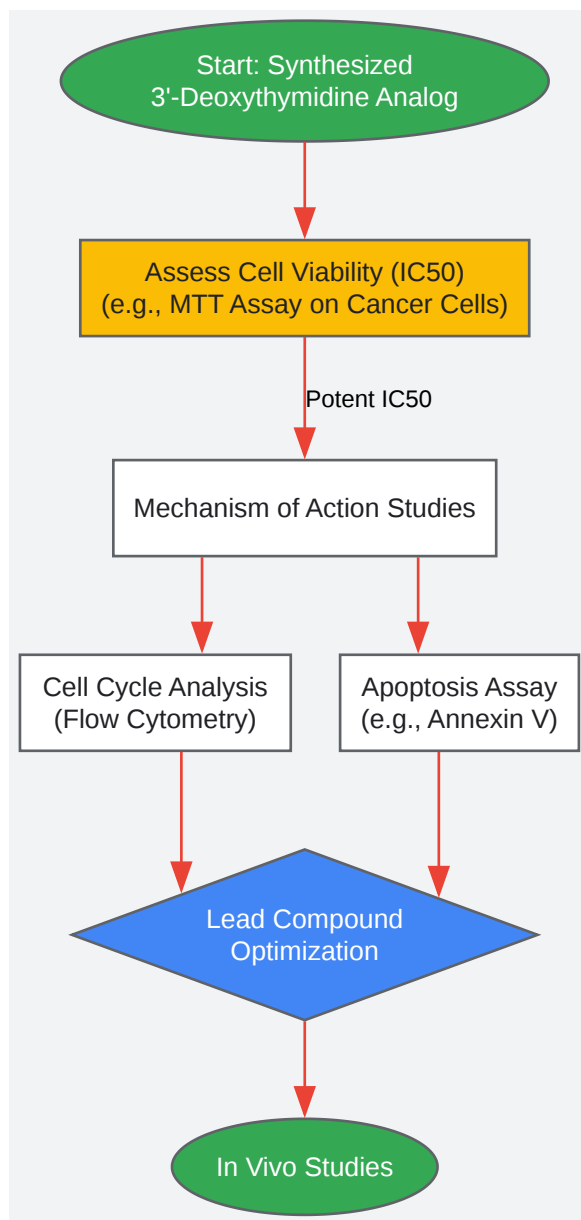 Start: Synthesized
3'-Deoxythymidine Analog
Assess Cell Viability (IC50)
(e.g., MTT Assay on Cancer Cells)
Potent IC50
Mechanism of Action Studies
Cell Cycle Analysis
(Flow Cytometry)
Apoptosis Assay
(e.g., Annexin V)
Lead Compound
Optimization
In Vivo Studies